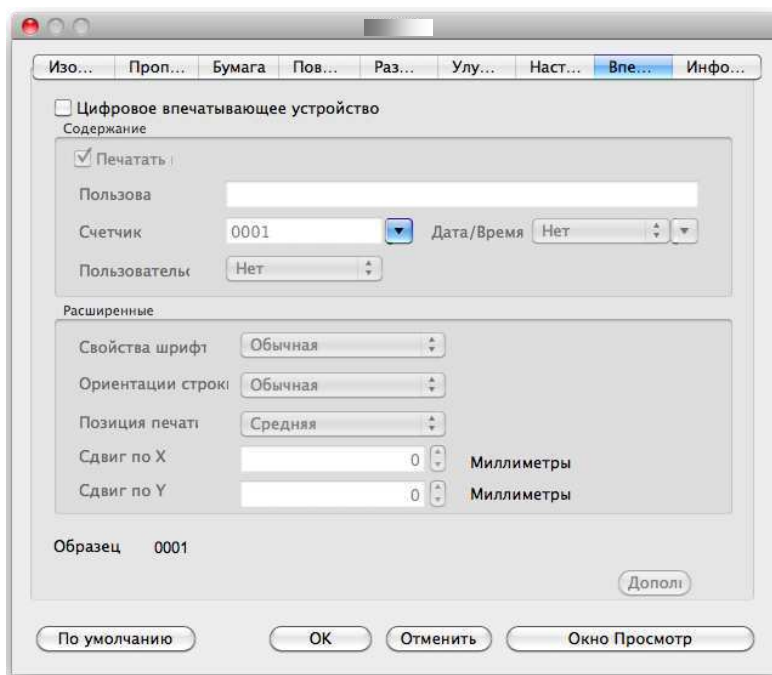 Изо... Проп... Бумага Пов... Раз... Улу... Наст... Впе... Инфо...
Цифровое впечатывающее устройство
Содержание
Печатать
Пользова
Счетчик 0001 Дата/Время Нет
Пользовательс Нет
Расширенные
Свойства шрифт Обычная
Ориентации строкі Обычная
Позиция печаті Средняя
Сдвиг по X 0 Миллиметры
Сдвиг по Y 0 Миллиметры
Образец 0001
Допол
По умолчанию OK Отменить Окно Просмотр